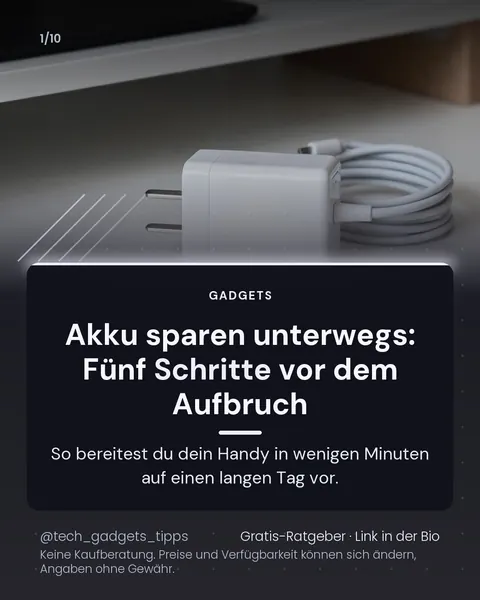 1/10
GADGETS
Akku sparen unterwegs:
Fünf Schritte vor dem
Aufbruch
So bereitest du dein Handy in wenigen Minuten
auf einen langen Tag vor.
@tech_gadgets_tipps
Grat­is-Ratgeber · Link in der Bio
Keine Kaufberatung. Preise und Verfügbarkeit können sich ändern,
Angaben ohne Gewähr.